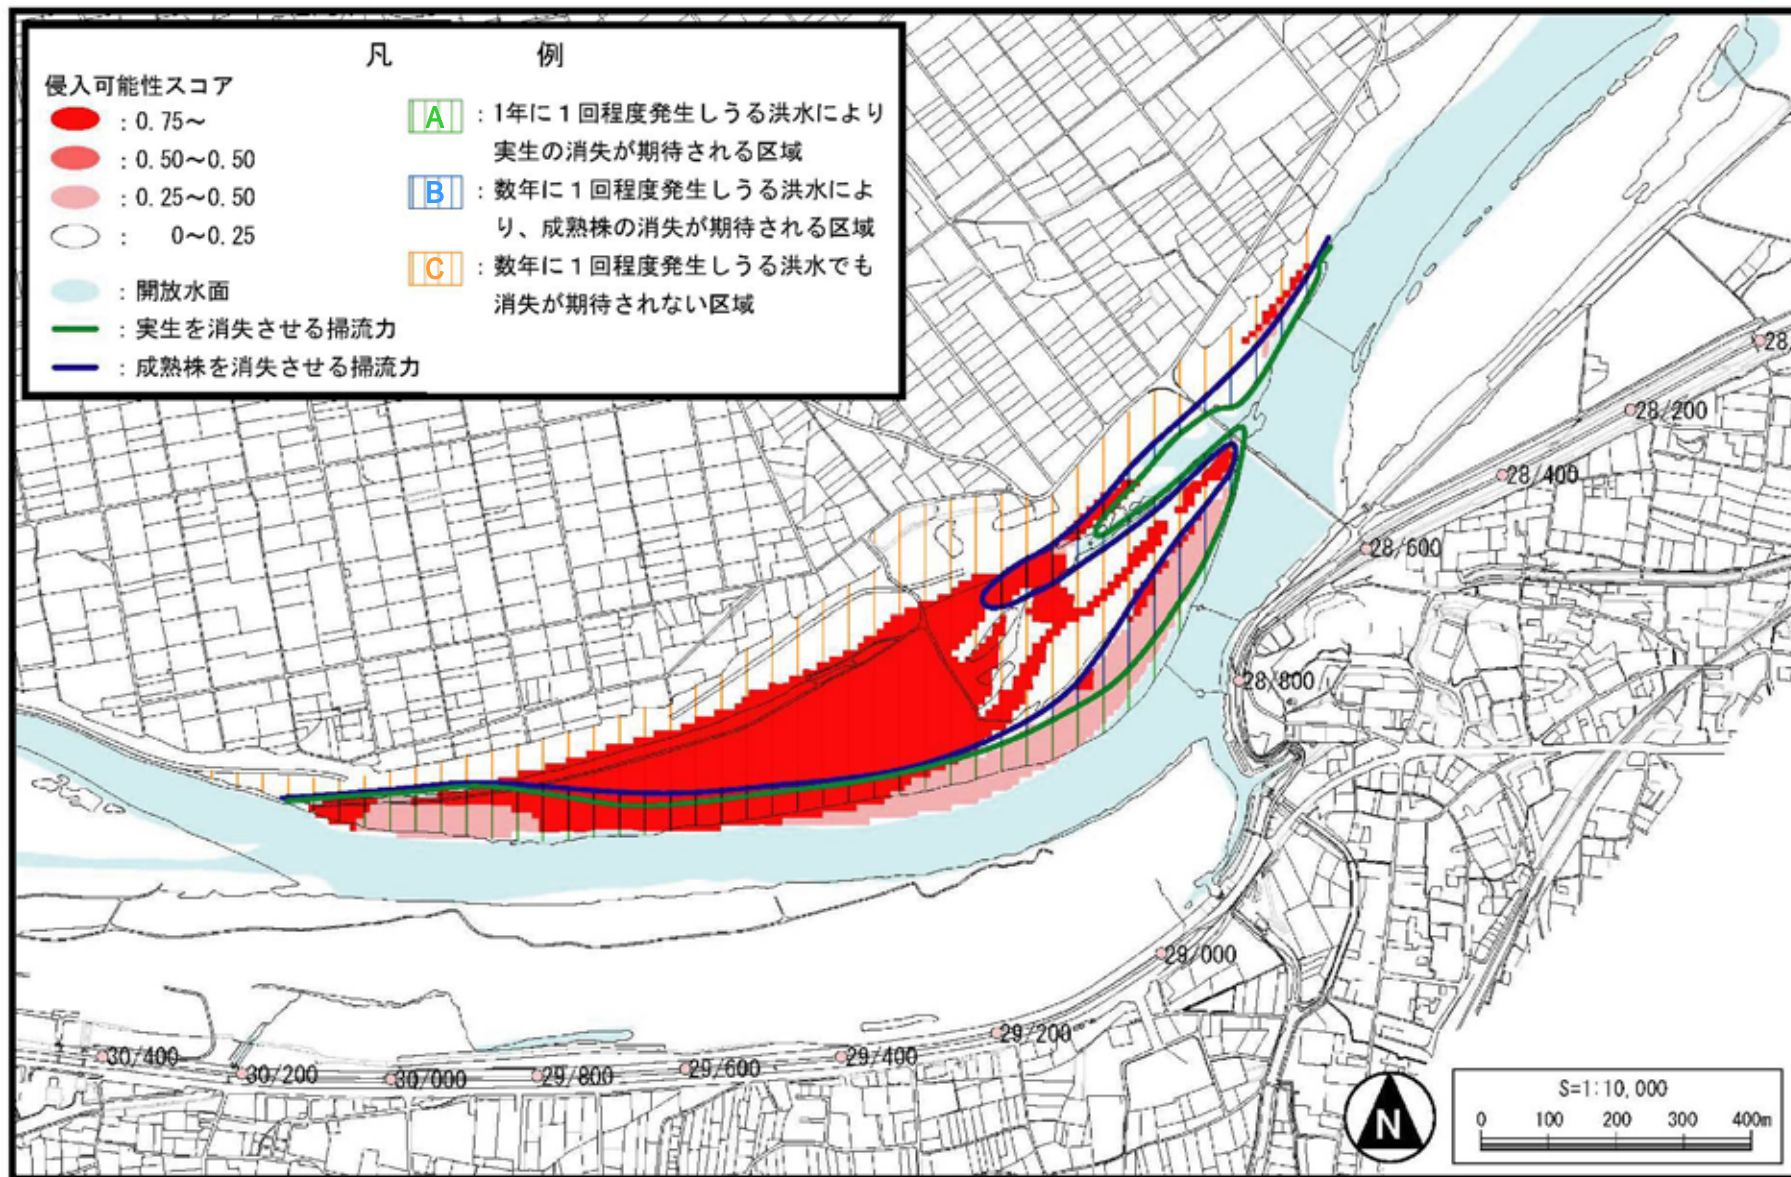 凡 例
侵入可能性スコア
: 0.75～
: 0.50～0.50
: 0.25～0.50
: 0～0.25
: 開放水面
: 実生を消失させる掃流力
: 成熟株を消失させる掃流力
A : 1年に1回程度発生しうる洪水により
実生の消失が期待される区域
B : 数年に1回程度発生しうる洪水によ
り、成熟株の消失が期待される区域
C : 数年に1回程度発生しうる洪水でも
消失が期待されない区域
28/
28/200
28/400
28/600
28/800
29/000
29/200
29/400
29/600
29/800
30/000
30/200
30/400
N
S=1:10,000
0 100 200 300 400m